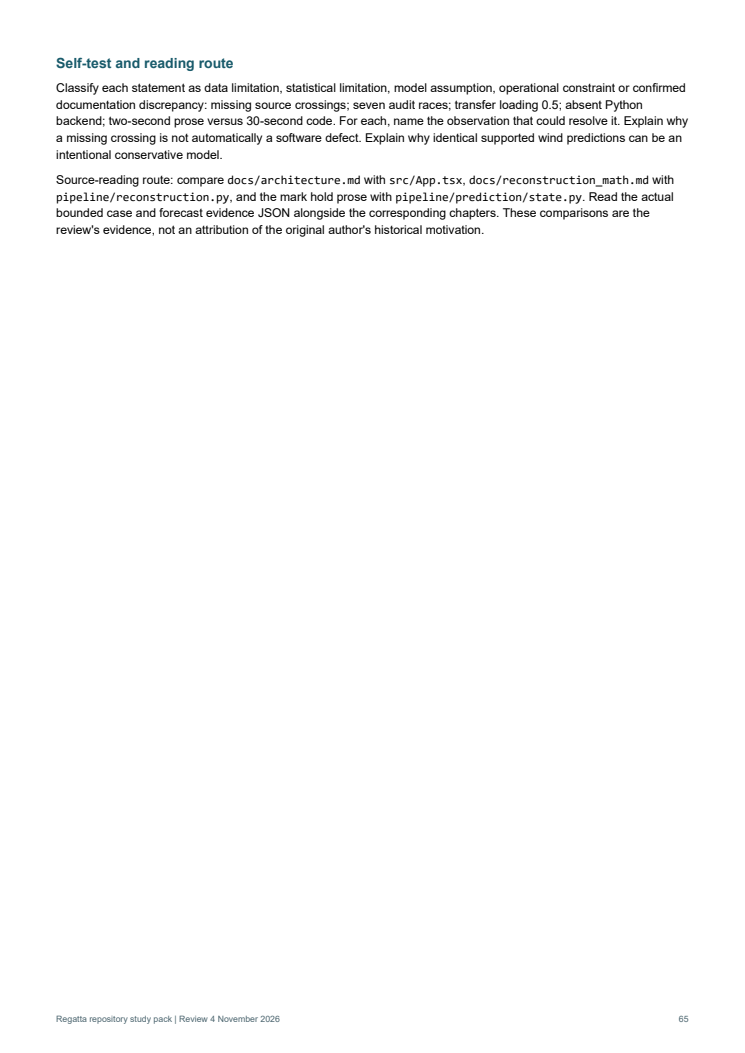 Self-test and reading route
Classify each statement as data limitation, statistical limitation, model assumption, operational constraint or confirmed
documentation discrepancy: missing source crossings; seven audit races; transfer loading 0.5; absent Python
backend; two-second prose versus 30-second code. For each, name the observation that could resolve it. Explain why
a missing crossing is not automatically a software defect. Explain why identical supported wind predictions can be an
intentional conservative model.
Source-reading route: compare docs/architecture.md with src/App.tsx, docs/reconstruction_math.md with
pipeline/reconstruction.py, and the mark hold prose with pipeline/prediction/state.py. Read the actual
bounded case and forecast evidence JSON alongside the corresponding chapters. These comparisons are the
review's evidence, not an attribution of the original author's historical motivation.
Regatta repository study pack | Review 4 November 2026
65